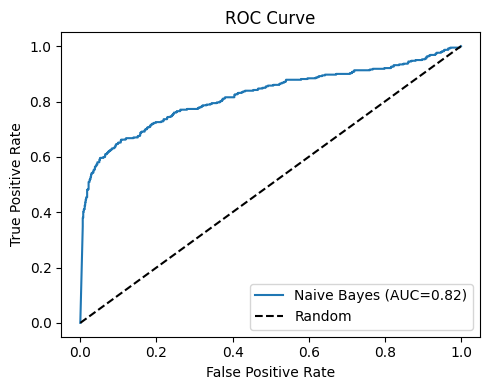 ROC Curve
1.0
0.8
0.6
0.4
0.2
0.0
True Positive Rate
Naive Bayes (AUC=0.82)
Random
0.0 0.2 0.4 0.6 0.8 1.0
False Positive Rate